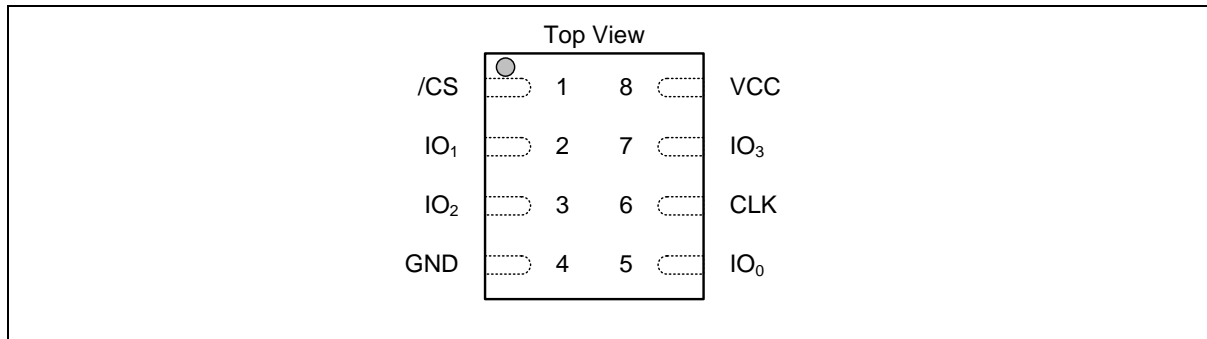 Top View
/CS 1 8 VCC
IO₁ 2 7 IO₃
IO₂ 3 6 CLK
GND 4 5 IO₀